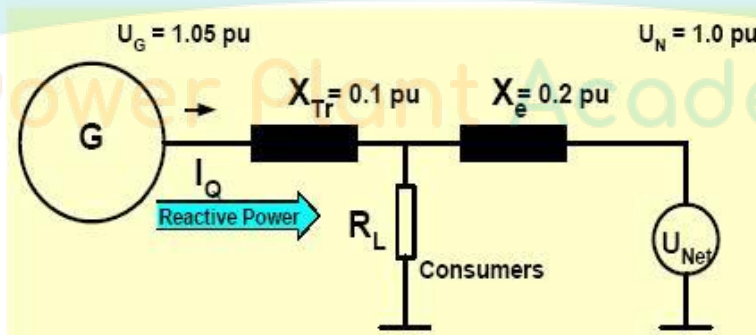 U_G = 1.05 pu
U_N = 1.0 pu
Power Plant Acade
X_Tr = 0.1 pu
X_e = 0.2 pu
G
I_Q
Reactive Power
R_L
U_Net
Consumers